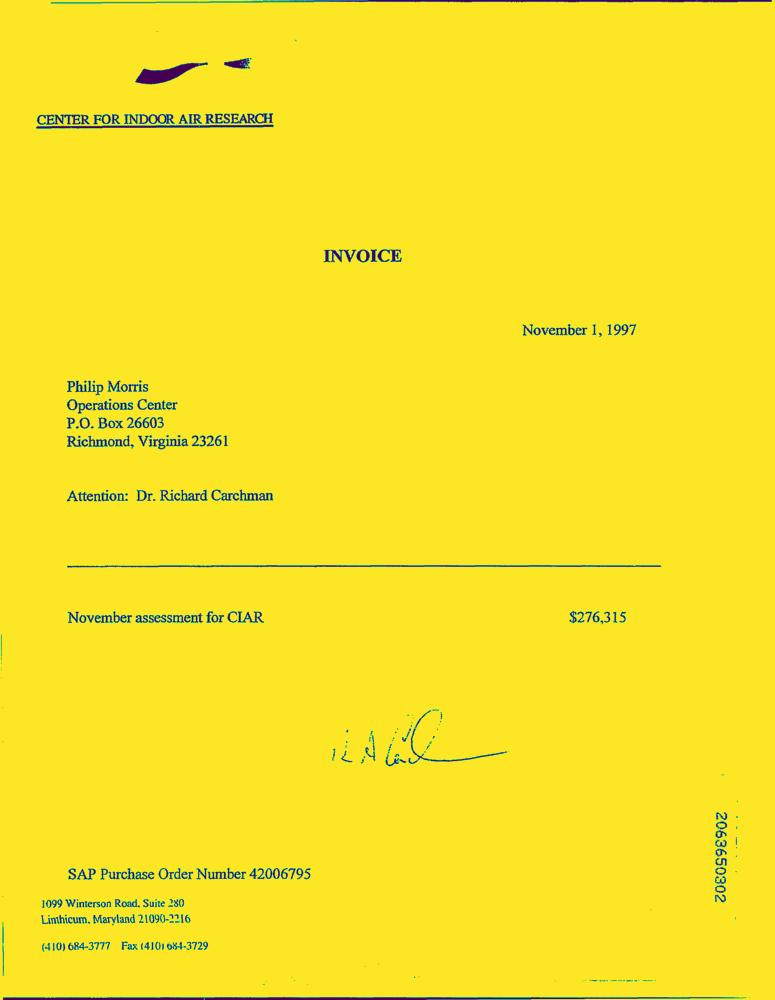 CENTER FOR INDOOR AIR RESEARCH
INVOICE
November 1, 1997
Philip Morris
Operations Center
P.O. Box 26603
Richmond, Virginia 23261
Attention: Dr. Richard Carchman
November assessment for CIAR
$276,315
2063650302
SAP Purchase Order Number 42006795
1099 Winterson Road, Suite 280
Linthicum, Maryland 21090-2216
(410) 684-3777 Fax (410) 684-3729